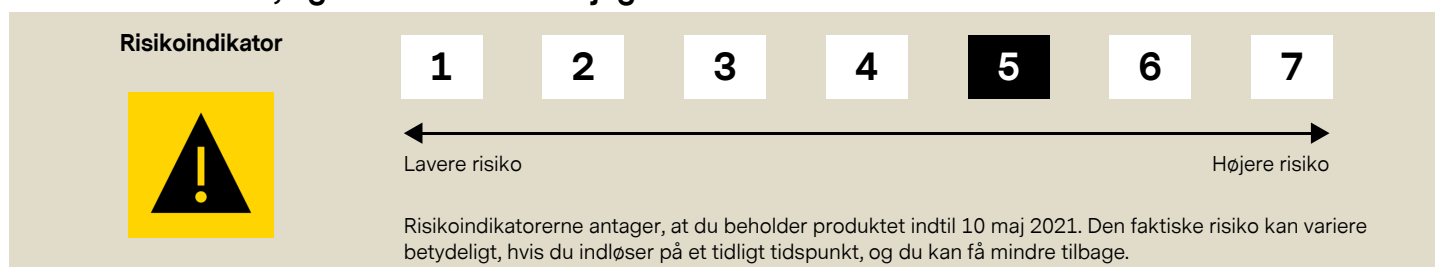 Risikoindikator
1 2 3 4 5 6 7
Lavere risiko Højere risiko
Risikoindikatorerne antager, at du beholder produktet indtil 10 maj 2021. Den faktiske risiko kan variere
betydeligt, hvis du indløser på et tidligt tidspunkt, og du kan få mindre tilbage.